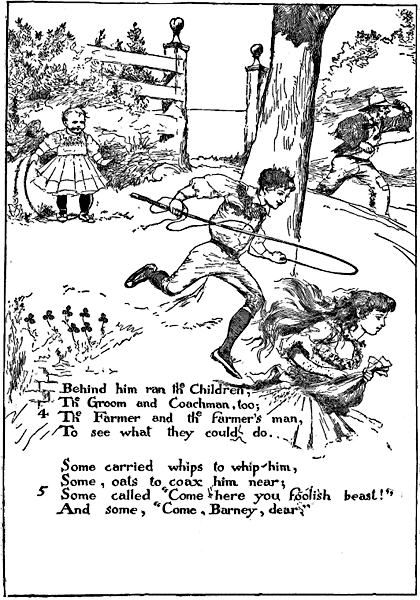 Behind him ran the Children;
The Groom and Coachman, too;
4 The Farmer and the farmer's man,
To see what they could do.
Some carried whips to whip him,
Some, oats to coax him near;
5 Some called "Come here you foolish beast!"
And some, "Come, Barney, dear;"